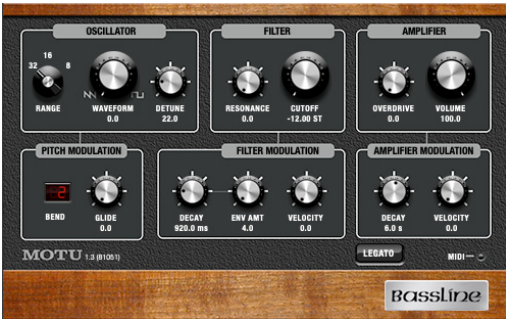 OSCILLATOR
FILTER
AMPLIFIER
16
32
8
RANGE
WAVEFORM
0.0
DETUNE
22.0
RESONANCE
0.0
CUTOFF
-12.00 ST
OVERDRIVE
0.0
VOLUME
100.0
PITCH MODULATION
FILTER MODULATION
AMPLIFIER MODULATION
-2
BEND
GLIDE
0.0
DECAY
920.0 ms
ENV AMT
4.0
VELOCITY
0.0
DECAY
6.0 s
VELOCITY
0.0
MOTU 1.3 (81051)
LEGATO
MIDI
Bassline